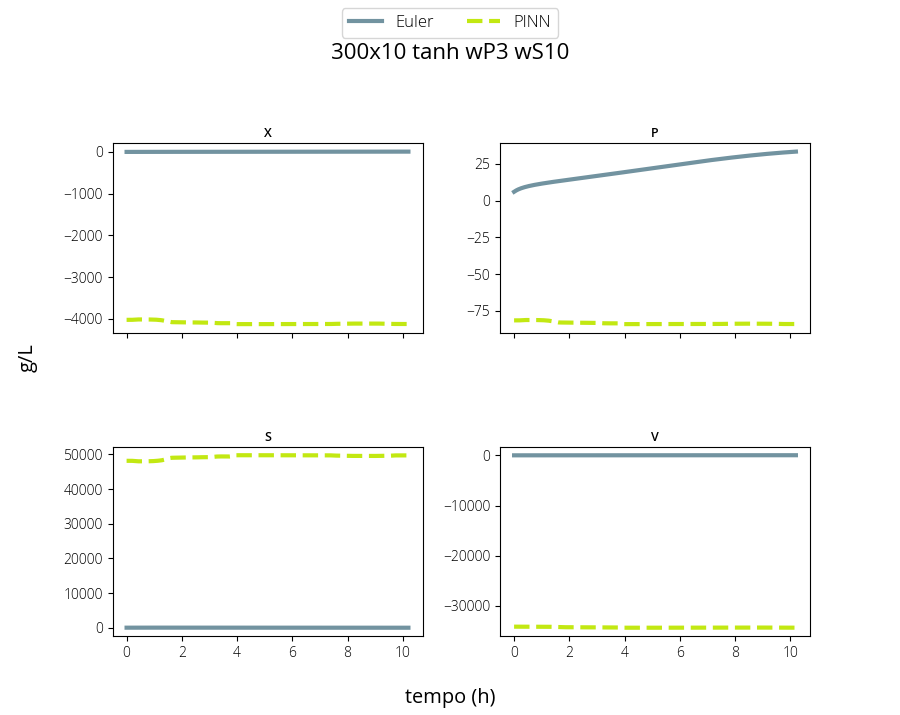 Euler PINN
300x10 tanh wP3 wS10
X
0
−1000
−2000
−3000
−4000
P
25
0
−25
−50
−75
g/L
S
50000
40000
30000
20000
10000
0
0 2 4 6 8 10
V
0
−10000
−20000
−30000
0 2 4 6 8 10
tempo (h)